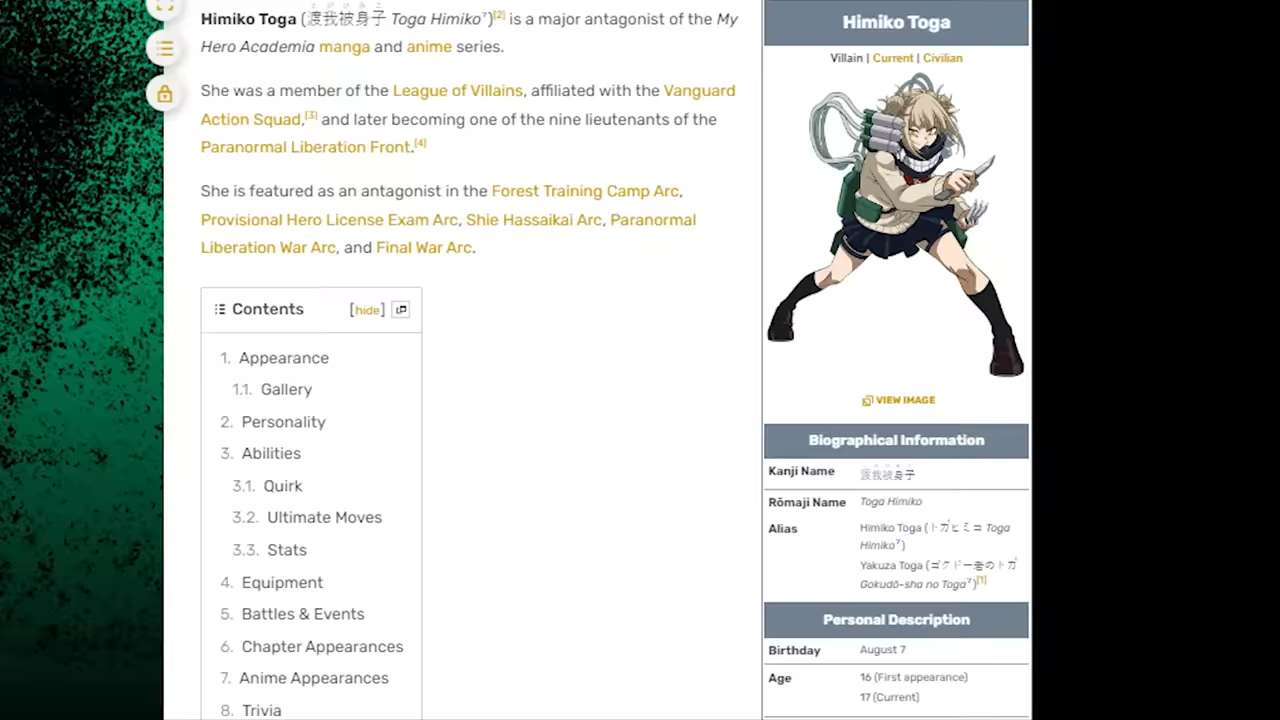 Himiko Toga (渡我被身子 Toga Himiko?)[2] is a major antagonist of the My
Hero Academia manga and anime series.
She was a member of the League of Villains, affiliated with the Vanguard
Action Squad,[3] and later becoming one of the nine lieutenants of the
Paranormal Liberation Front.[4]
She is featured as an antagonist in the Forest Training Camp Arc,
Provisional Hero License Exam Arc, Shie Hassaikai Arc, Paranormal
Liberation War Arc, and Final War Arc.
Contents [hide]
1. Appearance
1.1. Gallery
2. Personality
3. Abilities
3.1. Quirk
3.2. Ultimate Moves
3.3. Stats
4. Equipment
5. Battles & Events
6. Chapter Appearances
7. Anime Appearances
8. Trivia
Himiko Toga
Villain | Current | Civilian
VIEW IMAGE
Biographical Information
Kanji Name 渡我被身子
Rōmaji Name Toga Himiko
Alias Himiko Toga (トガヒミコ Toga
Himiko?)
Yakuza Toga (ゴクドー者のトガ
Gokudō-sha no Toga?)[1]
Personal Description
Birthday August 7
Age 16 (First appearance)
17 (Current)